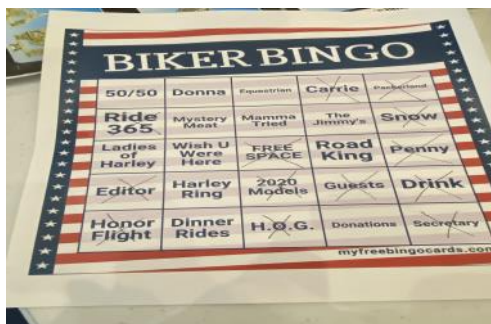 BIKER BINGO
50/50 Donna Equestrian Carrie Packerland
Ride 365 Mystery Meat Mamma Tried The Jimmy's Snow
Ladies of Harley Wish U Were Here FREE SPACE Road King Penny
Editor Harley Ring 2020 Models Guests Drink
Honor Flight Dinner Rides H.O.G. Donations Secretary
myfreebingocards.com